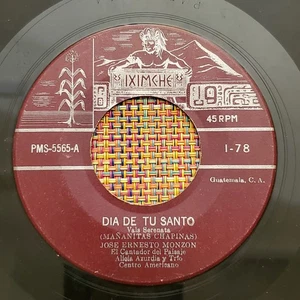 IXIMCHE
45 RPM
PMS-5565-A
I-78
Guatemala, C. A.
DIA DE TU SANTO
Vals Serenata
(MAÑANITAS CHAPINAS)
JOSE ERNESTO MONZON
El Cantador del Paisaje
Alicia Azurdia y Trio
Centro Americano